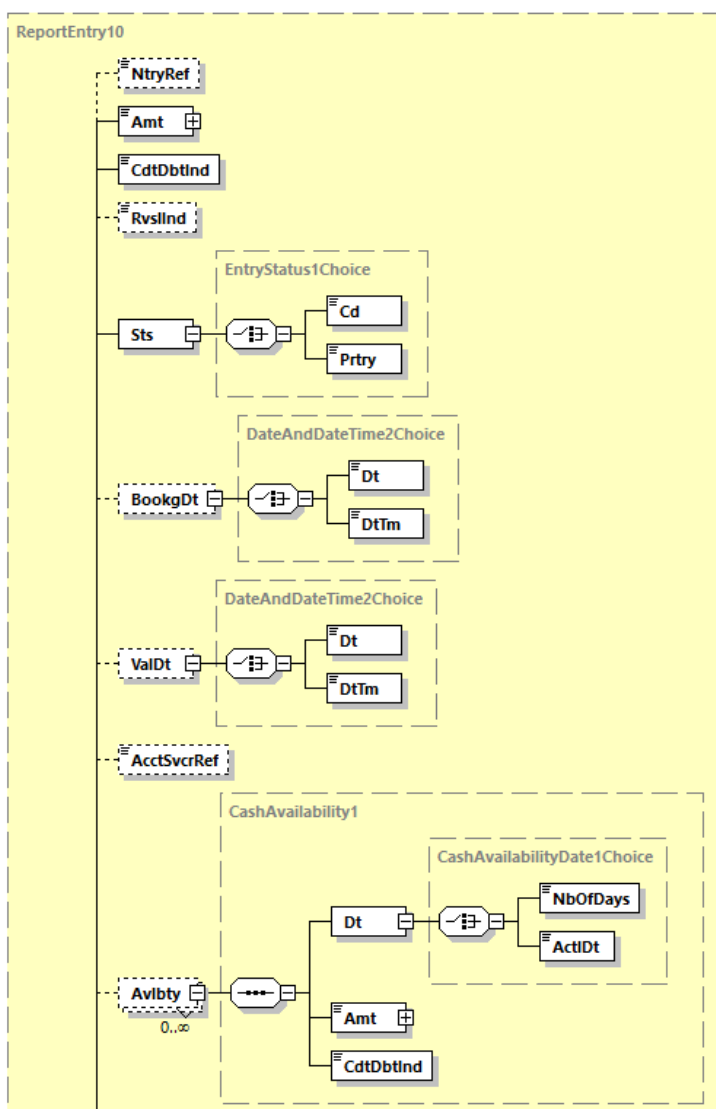 ReportEntry10
NtryRef
Amt
CdtDbtInd
RvslInd
EntryStatus1Choice
Cd
Sts
Prtry
DateAndDateTime2Choice
Dt
BookgDt
DtTm
DateAndDateTime2Choice
Dt
ValDt
DtTm
AcctSvcrRef
CashAvailability1
CashAvailabilityDate1Choice
NbOfDays
Dt
ActlDt
Avlbty
0..∞
Amt
CdtDbtInd